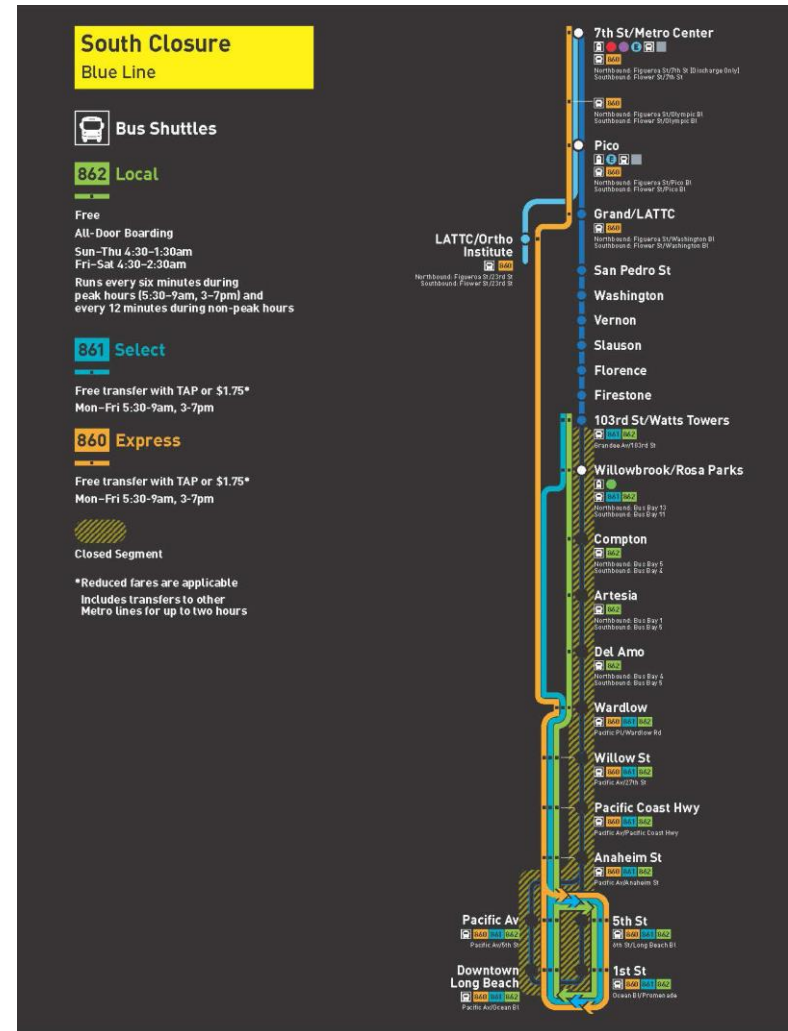 South Closure
Blue Line
Bus Shuttles
862 Local
Free
All-Door Boarding
Sun–Thu 4:30–1:30am
Fri–Sat 4:30–2:30am
Runs every six minutes during
peak hours (5:30–9am, 3–7pm) and
every 12 minutes during non-peak hours
861 Select
Free transfer with TAP or $1.75*
Mon–Fri 5:30-9am, 3-7pm
860 Express
Free transfer with TAP or $1.75*
Mon–Fri 5:30-9am, 3-7pm
Closed Segment
*Reduced fares are applicable
Includes transfers to other
Metro lines for up to two hours
7th St/Metro Center
E
860
Northbound: Figueroa St/7th St (Discharge Only)
Southbound: Flower St/7th St
860
Northbound: Figueroa St/Olympic Bl
Southbound: Flower St/Olympic Bl
Pico
E
860
Northbound: Figueroa St/Pico Bl
Southbound: Flower St/Pico Bl
Grand/LATTC
860
Northbound: Figueroa St/Washington Bl
Southbound: Flower St/Washington Bl
LATTC/Ortho
Institute
860
Northbound: Figueroa St/23rd St
Southbound: Flower St/23rd St
San Pedro St
Washington
Vernon
Slauson
Florence
Firestone
103rd St/Watts Towers
861 862
Grandee Av/103rd St
Willowbrook/Rosa Parks
861 862
Northbound: Bus Bay 13
Southbound: Bus Bay 11
Compton
862
Northbound: Bus Bay 5
Southbound: Bus Bay 4
Artesia
862
Northbound: Bus Bay 1
Southbound: Bus Bay 5
Del Amo
862
Northbound: Bus Bay 4
Southbound: Bus Bay 5
Wardlow
860 861 862
Pacific Pl/Wardlow Rd
Willow St
860 861 862
Pacific Av/27th St
Pacific Coast Hwy
860 861 862
Pacific Av/Pacific Coast Hwy
Anaheim St
860 861 862
Pacific Av/Anaheim St
Pacific Av
860 861 862
Pacific Av/5th St
5th St
860 861 862
6th St/Long Beach Bl
Downtown
Long Beach
860 861 862
Pacific Av/Ocean Bl
1st St
860 861 862
Ocean Bl/Promenade